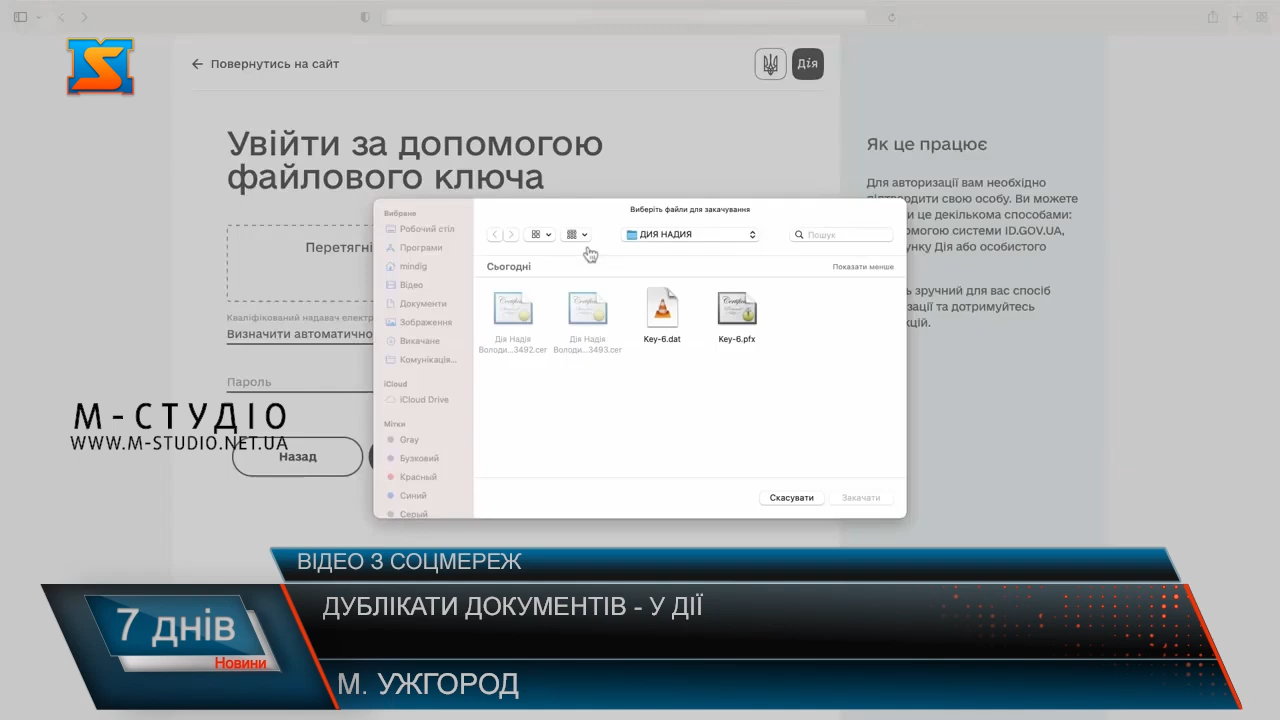 Повернутись на сайт
Дія
Увійти за допомогою
файлового ключа
Перетягні
Кваліфікований надавач електр
Визначити автоматично
Пароль
Назад
Як це працює
Для авторизації вам необхідно
підтвердити свою особу. Ви можете
це декількома способами:
системи ID.GOV.UA,
Дія або особистого
зручний для вас спосіб
та дотримуйтесь
Виберіть файли для закачування
Вибране
Робочий стіл
Програми
mindig
Відео
Документи
Зображення
Викачане
Комунікація...
iCloud
iCloud Drive
Мітки
Gray
Бузковий
Красный
Синий
Серый
ДИЯ НАДИЯ
Пошук
Сьогодні
Показати менше
Дія Надія
Володи...3492.cer
Дія Надія
Володи...3493.cer
Key-6.dat
Key-6.pfx
Скасувати
Закачати
М-СТУДІО
WWW.M-STUDIO.NET.UA
ВІДЕО З СОЦМЕРЕЖ
7 днів
Новини
ДУБЛІКАТИ ДОКУМЕНТІВ - У ДІЇ
М. УЖГОРОД